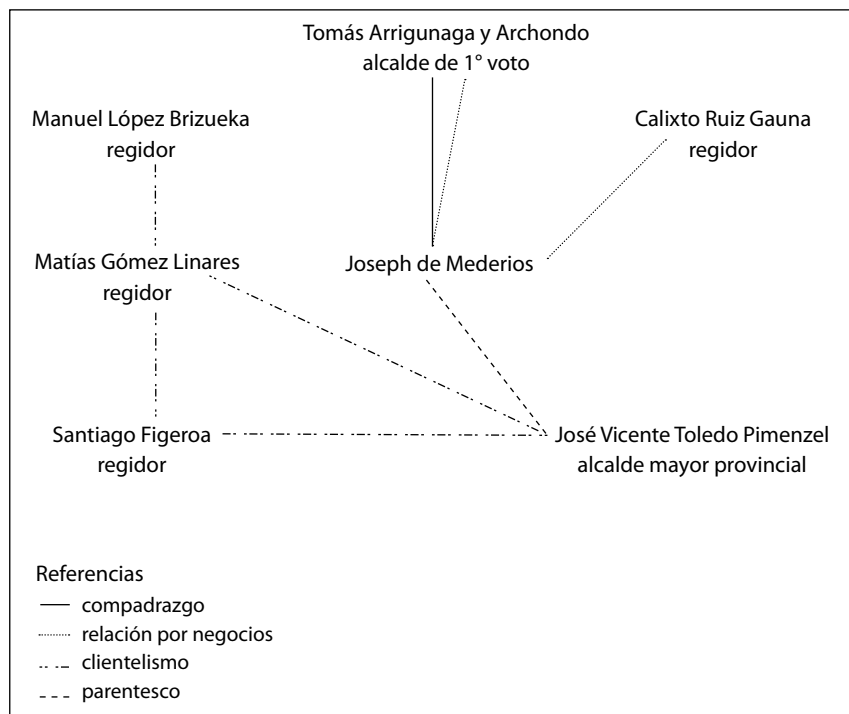 Tomás Arrigunaga y Archondo
alcalde de 1° voto
Manuel López Brizueka
regidor
Calixto Ruiz Gauna
regidor
Matías Gómez Linares
regidor
Joseph de Mederios
Santiago Figeroa
regidor
José Vicente Toledo Pimenzel
alcalde mayor provincial
Referencias
compadrazgo
relación por negocios
clientelismo
parentesco